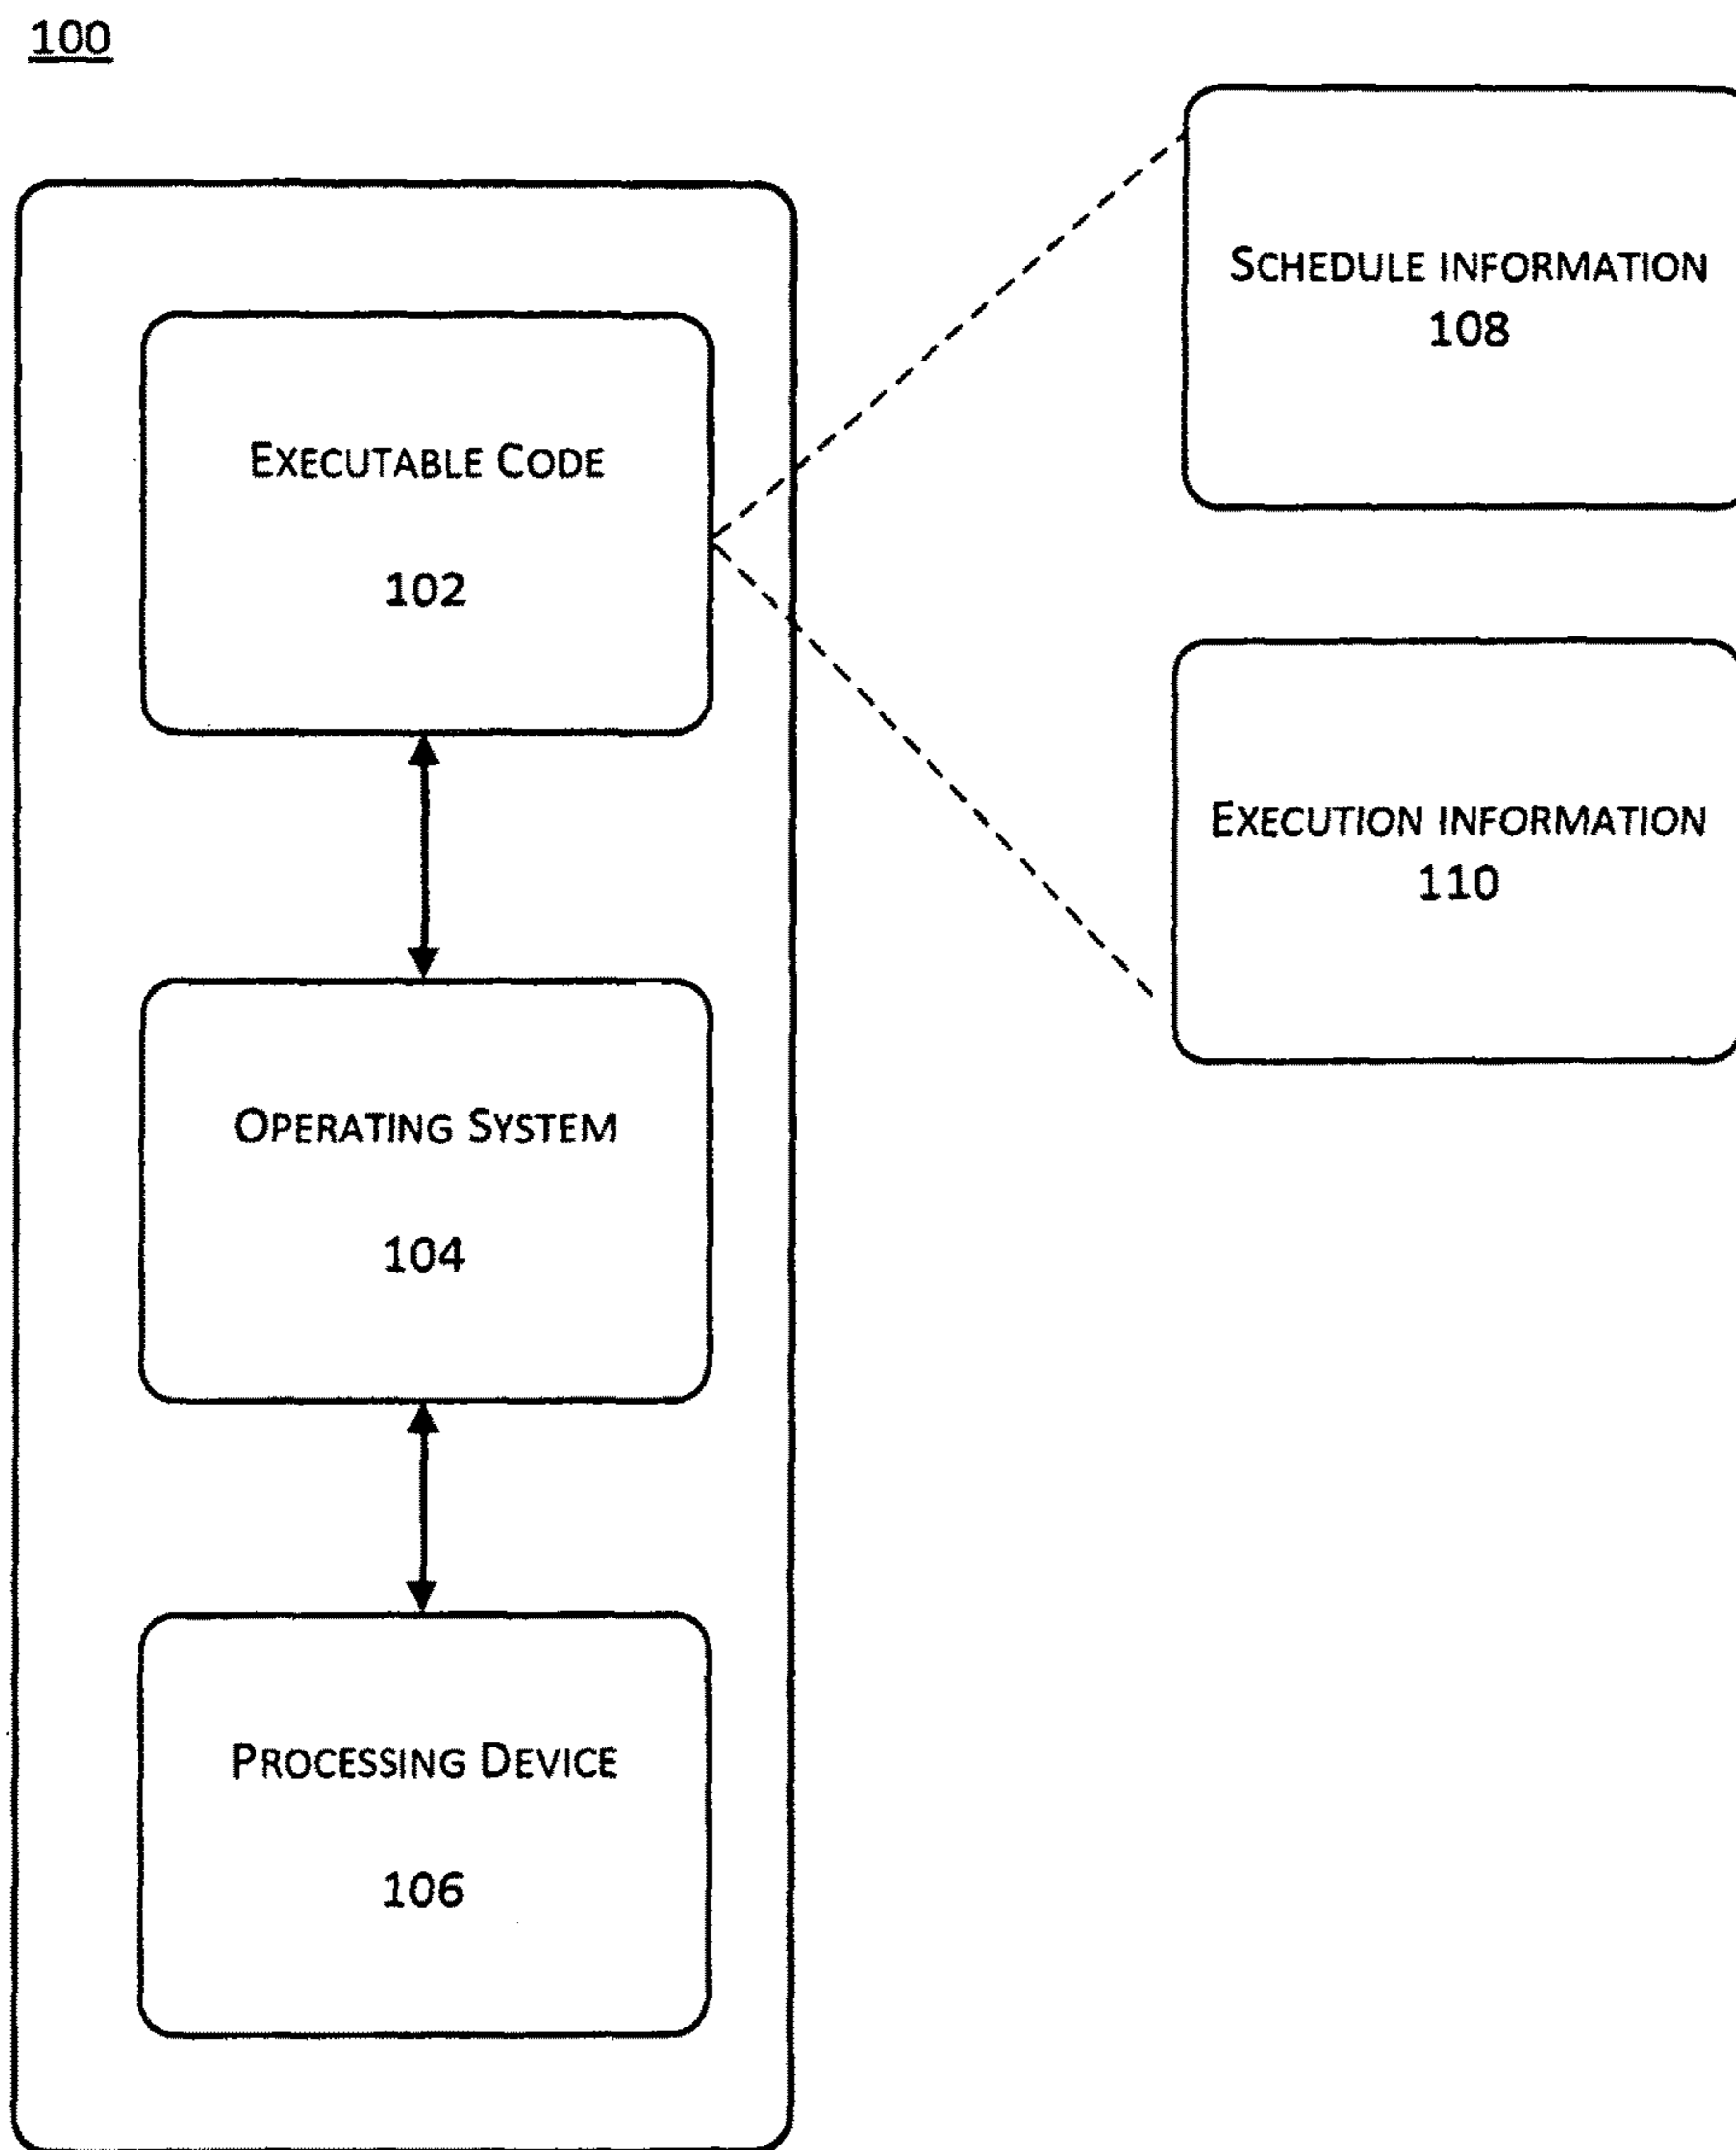 100
SCHEDULE INFORMATION
108
EXECUTABLE CODE
102
EXECUTION INFORMATION
110
OPERATING SYSTEM
104
PROCESSING DEVICE
106